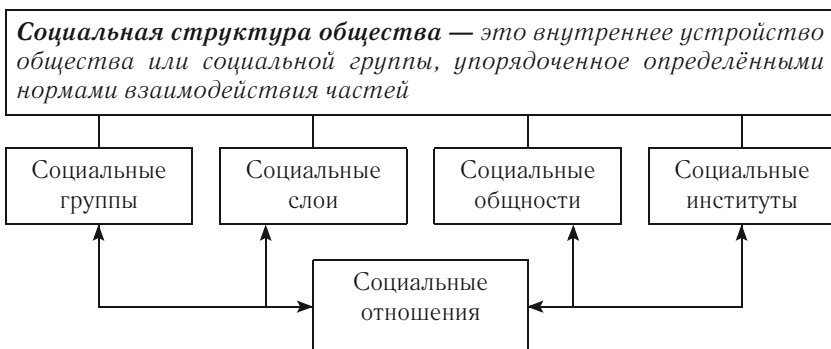 Социальная структура общества — это внутреннее устройство
общества или социальной группы, упорядоченное определёнными
нормами взаимодействия частей
Социальные
группы
Социальные
слои
Социальные
общности
Социальные
институты
Социальные
отношения